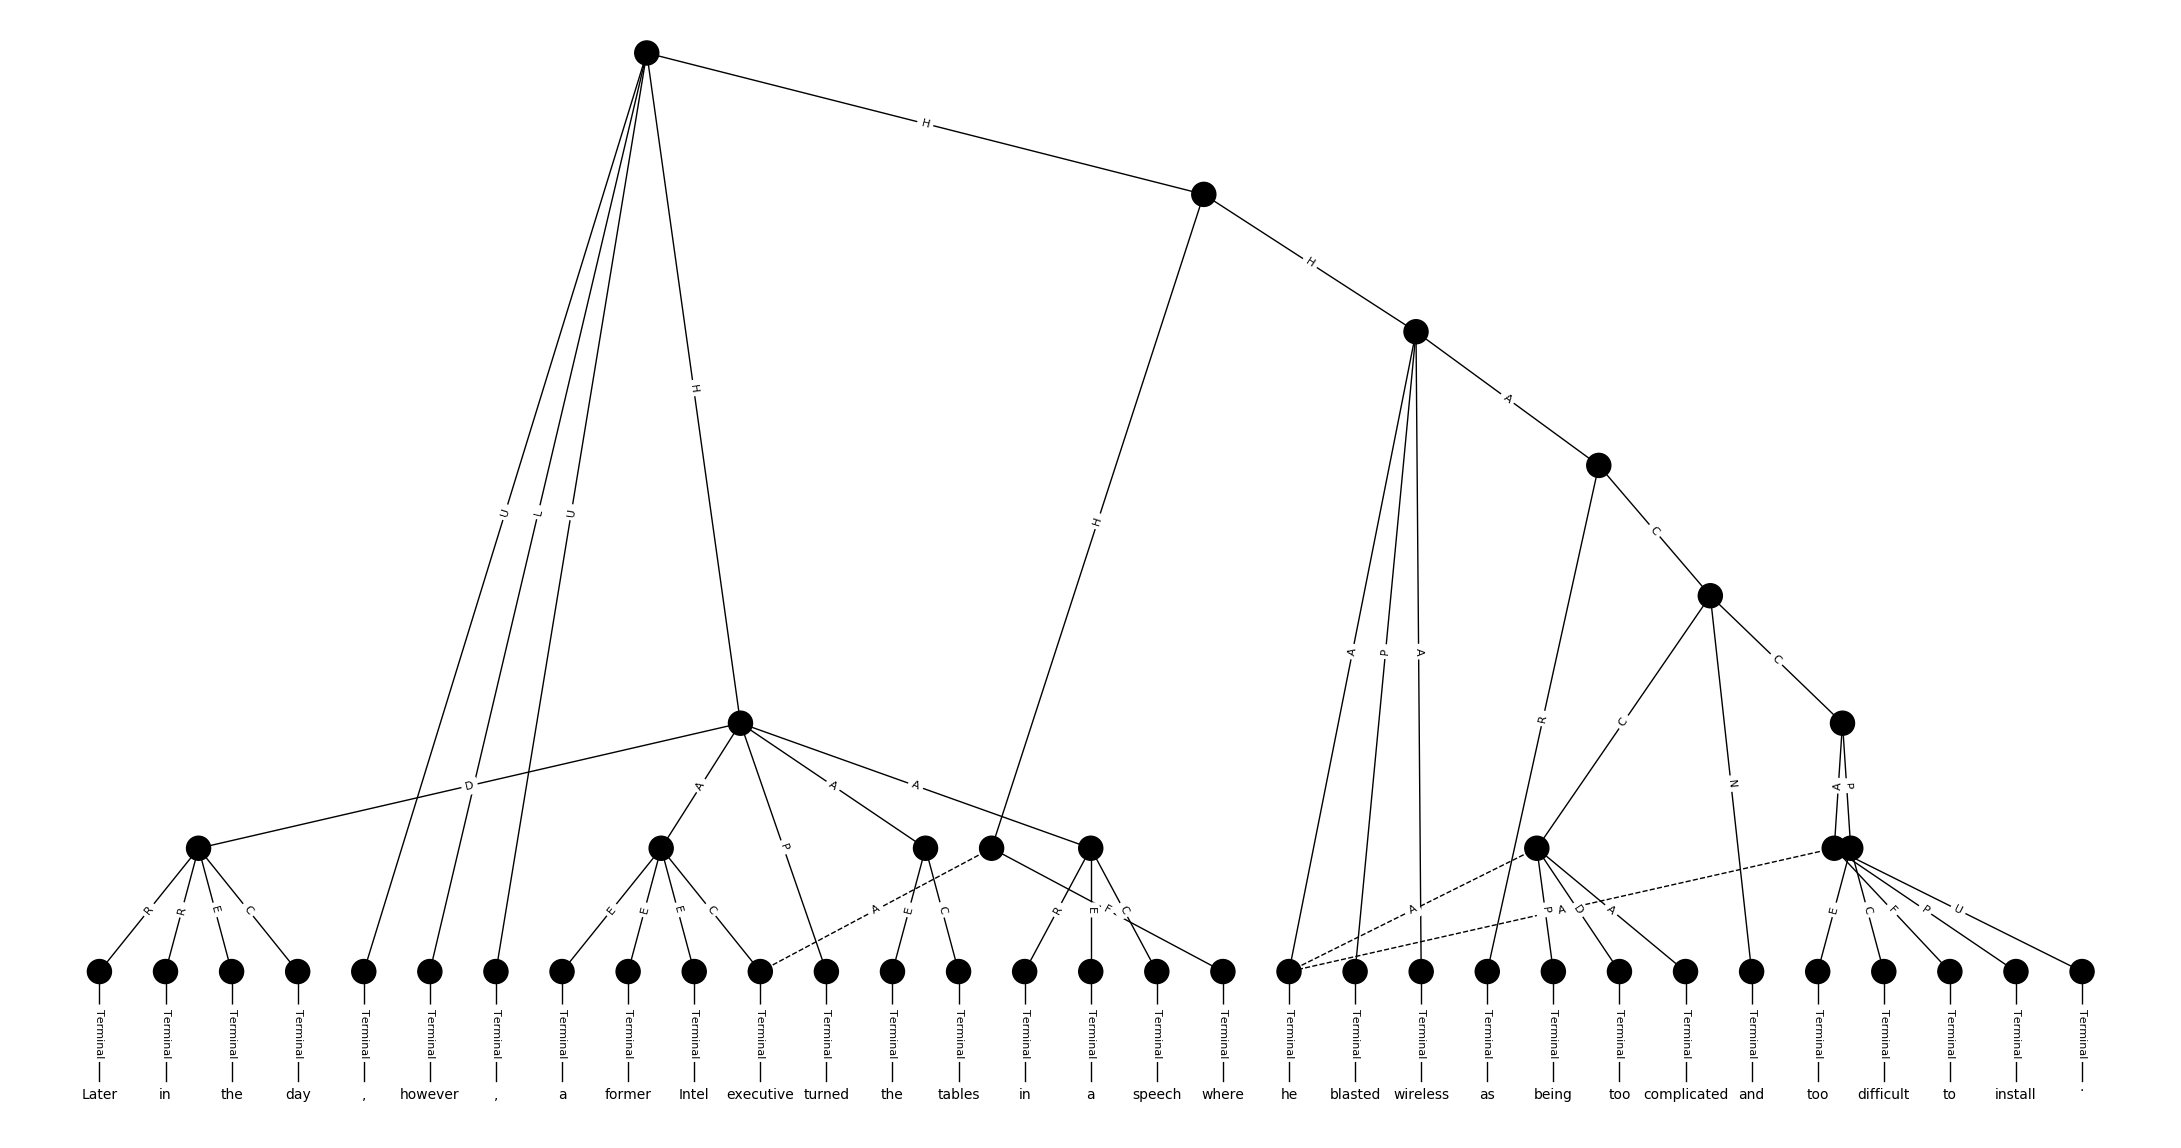 H
H
A
H
C
U
L
U
H
A
P
A
C
R
C
N
A
P
D
A
P
A
A
R
R
E
C
E
E
E
C
A
E
C
R
E
F
C
A
P
A
D
A
E
C
F
P
U
Terminal Terminal Terminal Terminal Terminal Terminal Terminal Terminal Terminal Terminal Terminal Terminal Terminal Terminal Terminal Terminal Terminal Terminal Terminal Terminal Terminal Terminal Terminal Terminal Terminal Terminal Terminal Terminal Terminal Terminal Terminal
Later in the day , however , a former Intel executive turned the tables in a speech where he blasted wireless as being too complicated and too difficult to install .